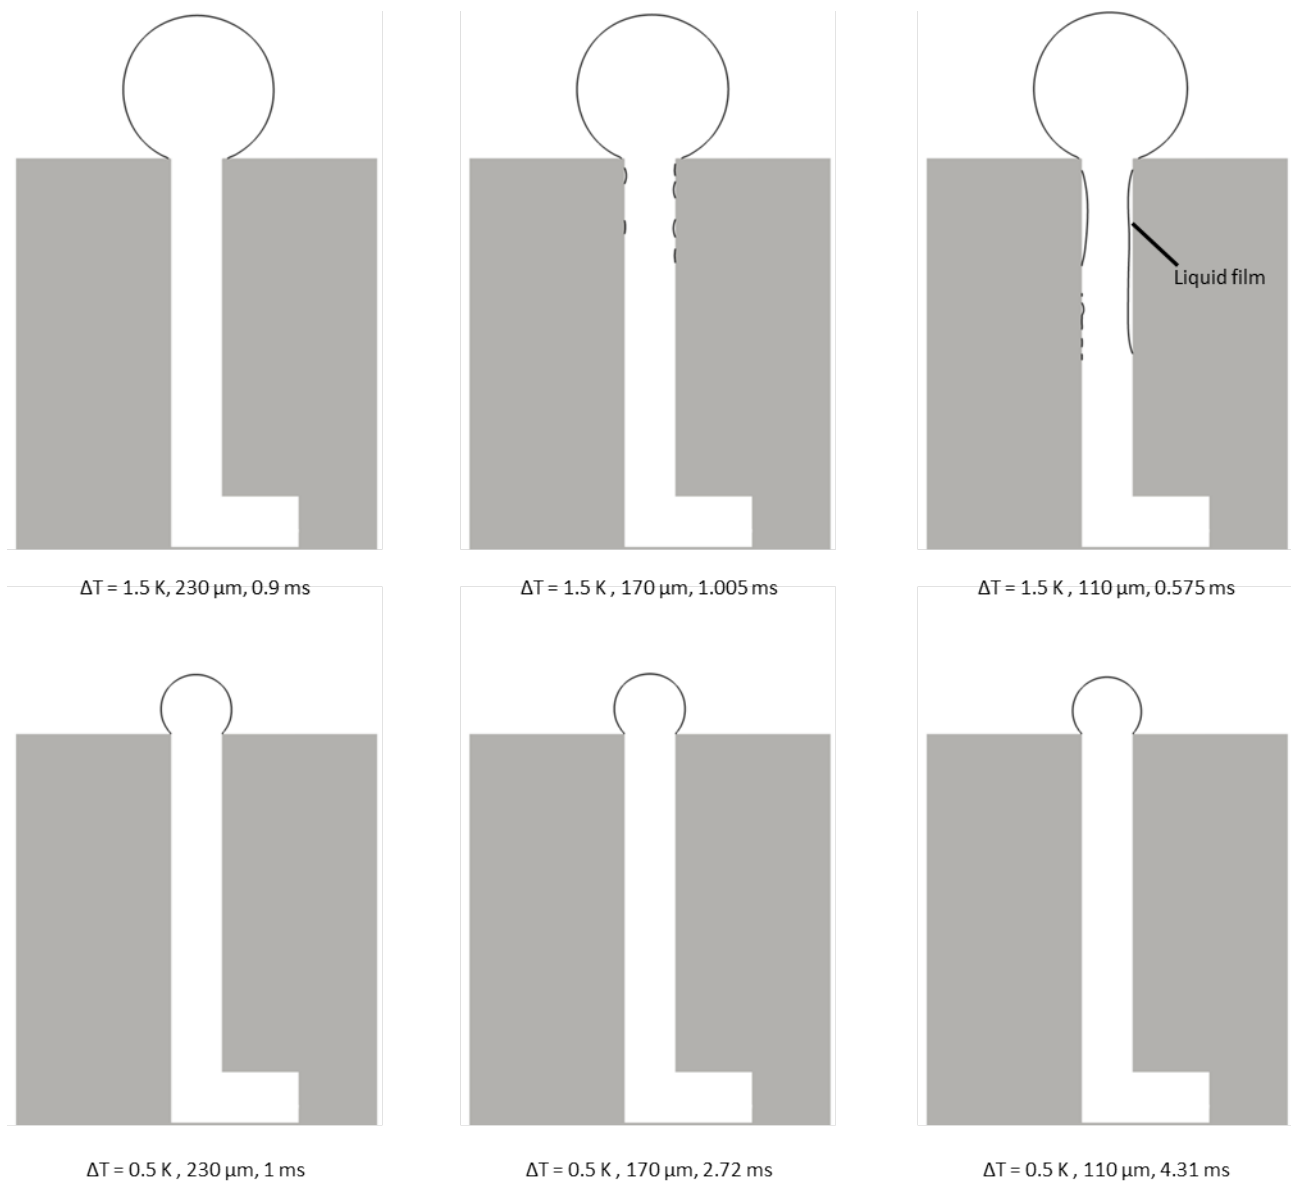 Liquid film
ΔT = 1.5 K, 230 μm, 0.9 ms
ΔT = 1.5 K , 170 μm, 1.005 ms
ΔT = 1.5 K , 110 μm, 0.575 ms
ΔT = 0.5 K , 230 μm, 1 ms
ΔT = 0.5 K , 170 μm, 2.72 ms
ΔT = 0.5 K , 110 μm, 4.31 ms